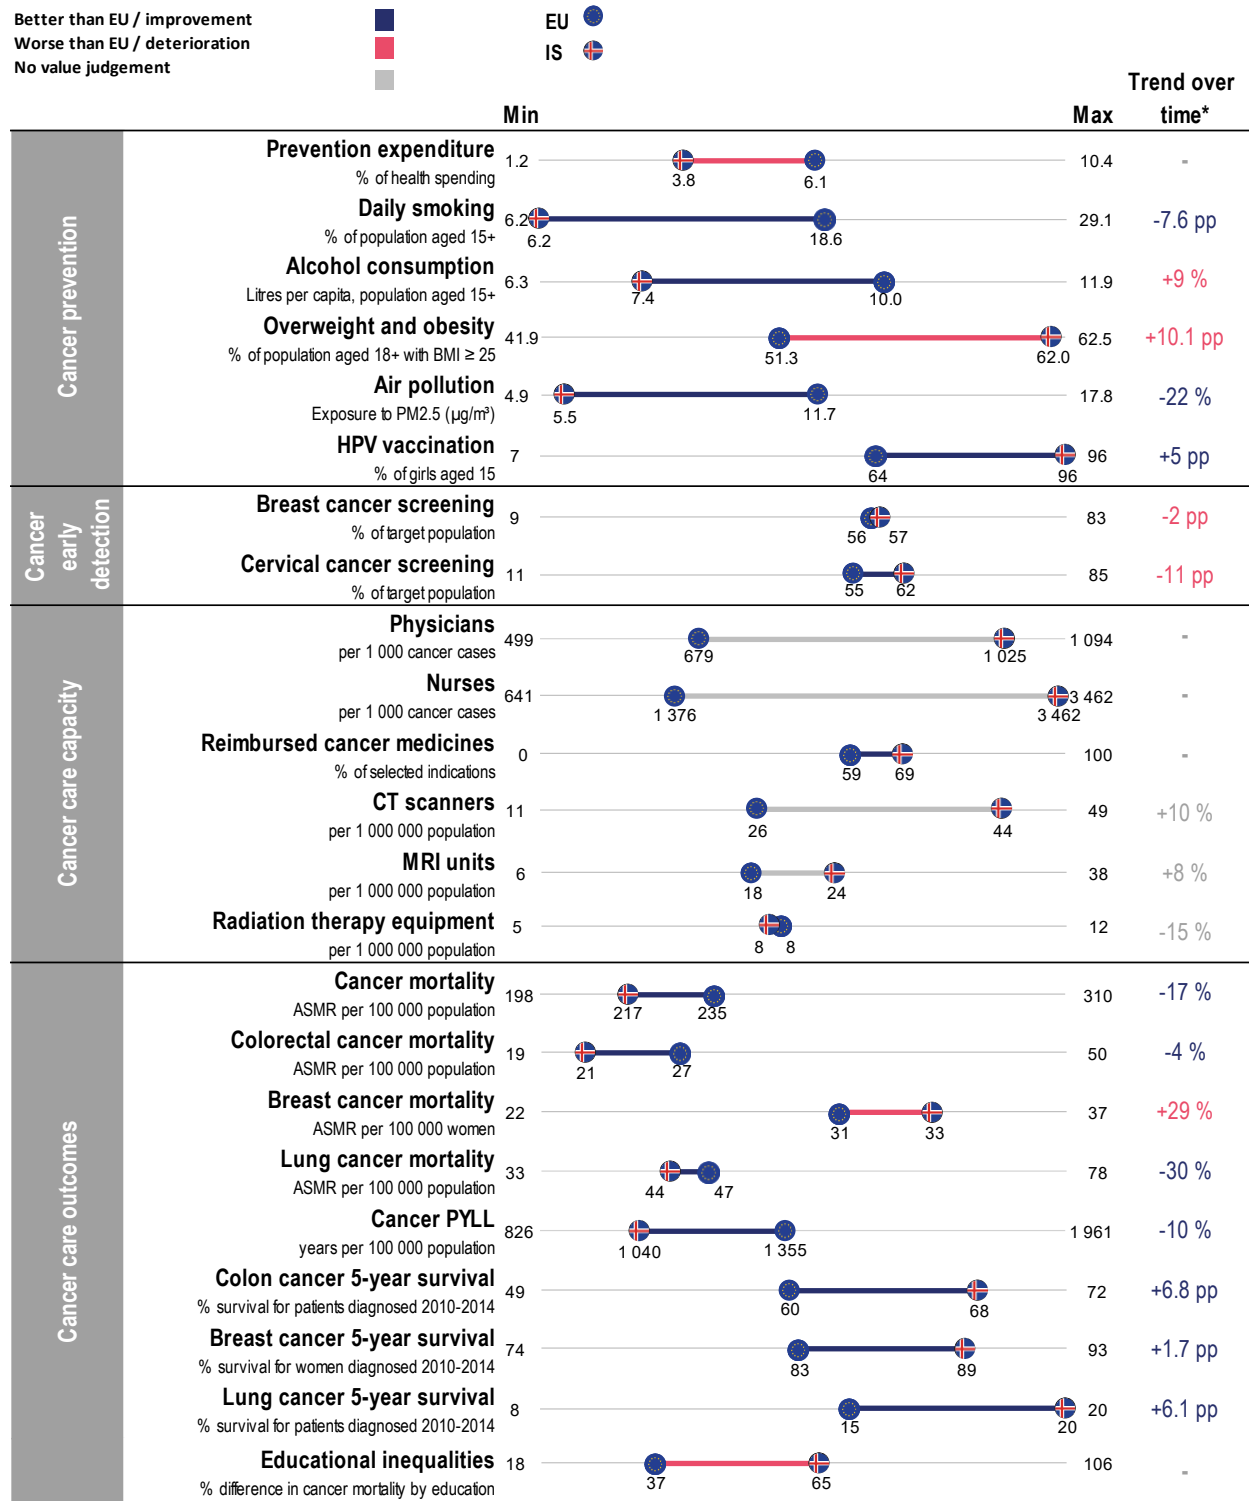 Better than EU / improvement
Worse than EU / deterioration
No value judgement
EU
IS
Min
Max
Trend over
time*
Cancer prevention
Prevention expenditure
% of health spending
1.2
3.8
6.1
10.4
-
Daily smoking
% of population aged 15+
6.2
6.2
18.6
29.1
-7.6 pp
Alcohol consumption
Litres per capita, population aged 15+
6.3
7.4
10.0
11.9
+9 %
Overweight and obesity
% of population aged 18+ with BMI ≥ 25
41.9
51.3
62.0
62.5
+10.1 pp
Air pollution
Exposure to PM2.5 (µg/m³)
4.9
5.5
11.7
17.8
-22 %
HPV vaccination
% of girls aged 15
7
64
96
96
+5 pp
Cancer
early
detection
Breast cancer screening
% of target population
9
56
57
83
-2 pp
Cervical cancer screening
% of target population
11
55
62
85
-11 pp
Cancer care capacity
Physicians
per 1 000 cancer cases
499
679
1 025
1 094
-
Nurses
per 1 000 cancer cases
641
1 376
3 462
3 462
-
Reimbursed cancer medicines
% of selected indications
0
59
69
100
-
CT scanners
per 1 000 000 population
11
26
44
49
+10 %
MRI units
per 1 000 000 population
6
18
24
38
+8 %
Radiation therapy equipment
per 1 000 000 population
5
8
8
12
-15 %
Cancer care outcomes
Cancer mortality
ASMR per 100 000 population
198
217
235
310
-17 %
Colorectal cancer mortality
ASMR per 100 000 population
19
21
27
50
-4 %
Breast cancer mortality
ASMR per 100 000 women
22
31
33
37
+29 %
Lung cancer mortality
ASMR per 100 000 population
33
44
47
78
-30 %
Cancer PYLL
years per 100 000 population
826
1 040
1 355
1 961
-10 %
Colon cancer 5-year survival
% survival for patients diagnosed 2010-2014
49
60
68
72
+6.8 pp
Breast cancer 5-year survival
% survival for women diagnosed 2010-2014
74
83
89
93
+1.7 pp
Lung cancer 5-year survival
% survival for patients diagnosed 2010-2014
8
15
20
20
+6.1 pp
Educational inequalities
% difference in cancer mortality by education
18
37
65
106
-